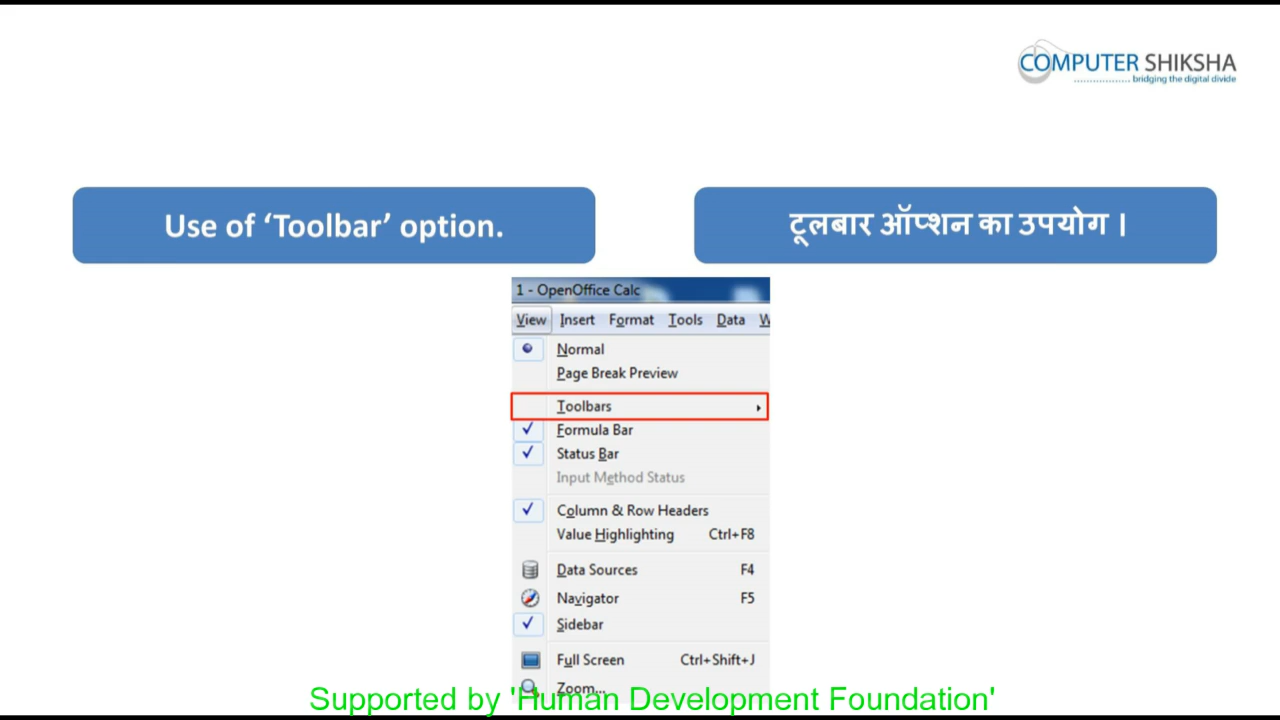 COMPUTER SHIKSHA
bridging the digital divide
Use of ‘Toolbar’ option.
टूलबार ऑप्शन का उपयोग ।
1 - OpenOffice Calc
View Insert Format Tools Data W
Normal
Page Break Preview
Toolbars
Formula Bar
Status Bar
Input Method Status
Column & Row Headers
Value Highlighting Ctrl+F8
Data Sources F4
Navigator F5
Sidebar
Full Screen Ctrl+Shift+J
Zoom...
Supported by 'Human Development Foundation'